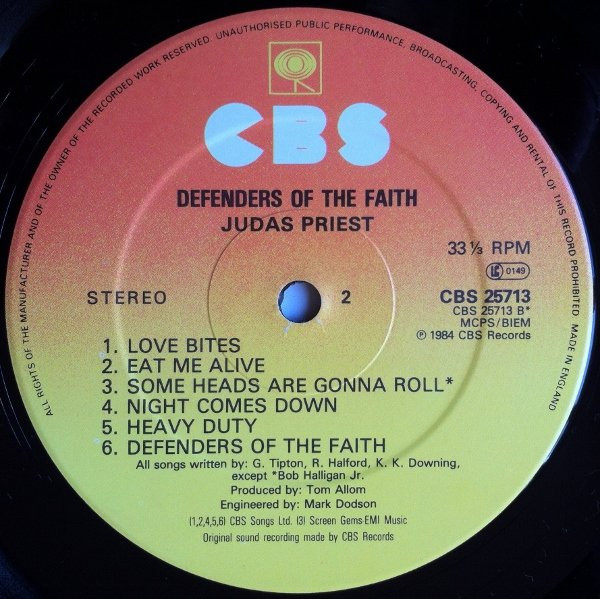 ALL RIGHTS OF THE MANUFACTURER AND OF THE OWNER OF THE RECORDED WORK RESERVED. UNAUTHORISED PUBLIC PERFORMANCE, BROADCASTING, COPYING AND RENTAL OF THIS RECORD PROHIBITED. MADE IN ENGLAND
CBS
DEFENDERS OF THE FAITH
JUDAS PRIEST
33 ⅓ RPM
LC 0149
STEREO
2
CBS 25713
CBS 25713 B*
MCPS/BIEM
℗ 1984 CBS Records
1. LOVE BITES
2. EAT ME ALIVE
3. SOME HEADS ARE GONNA ROLL*
4. NIGHT COMES DOWN
5. HEAVY DUTY
6. DEFENDERS OF THE FAITH
All songs written by: G. Tipton, R. Halford, K. K. Downing,
except *Bob Halligan Jr.
Produced by: Tom Allom
Engineered by: Mark Dodson
(1,2,4,5,6) CBS Songs Ltd. (3) Screen Gems-EMI Music
Original sound recording made by CBS Records